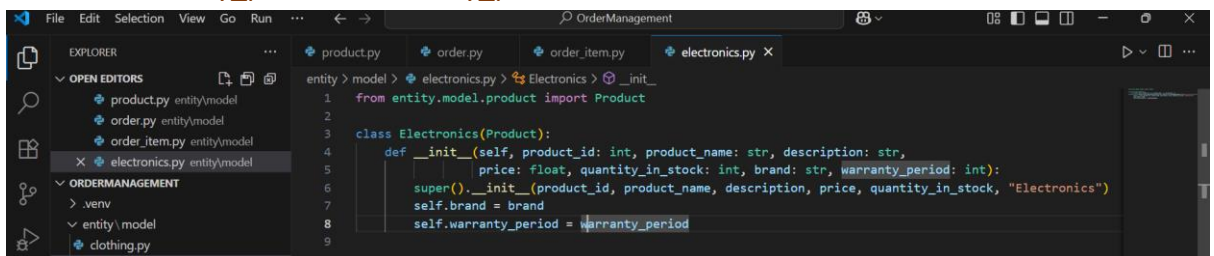 File Edit Selection View Go Run ··· OrderManagement
EXPLORER ···
product.py order.py order_item.py electronics.py
OPEN EDITORS
entity > model > electronics.py > Electronics > __init__
product.py entity\model
order.py entity\model
order_item.py entity\model
electronics.py entity\model
ORDERMANAGEMENT
.venv
entity\model
clothing.py
1 from entity.model.product import Product
2
3 class Electronics(Product):
4 def __init__(self, product_id: int, product_name: str, description: str,
5 price: float, quantity_in_stock: int, brand: str, warranty_period: int):
6 super().__init__(product_id, product_name, description, price, quantity_in_stock, "Electronics")
7 self.brand = brand
8 self.warranty_period = warranty_period
9